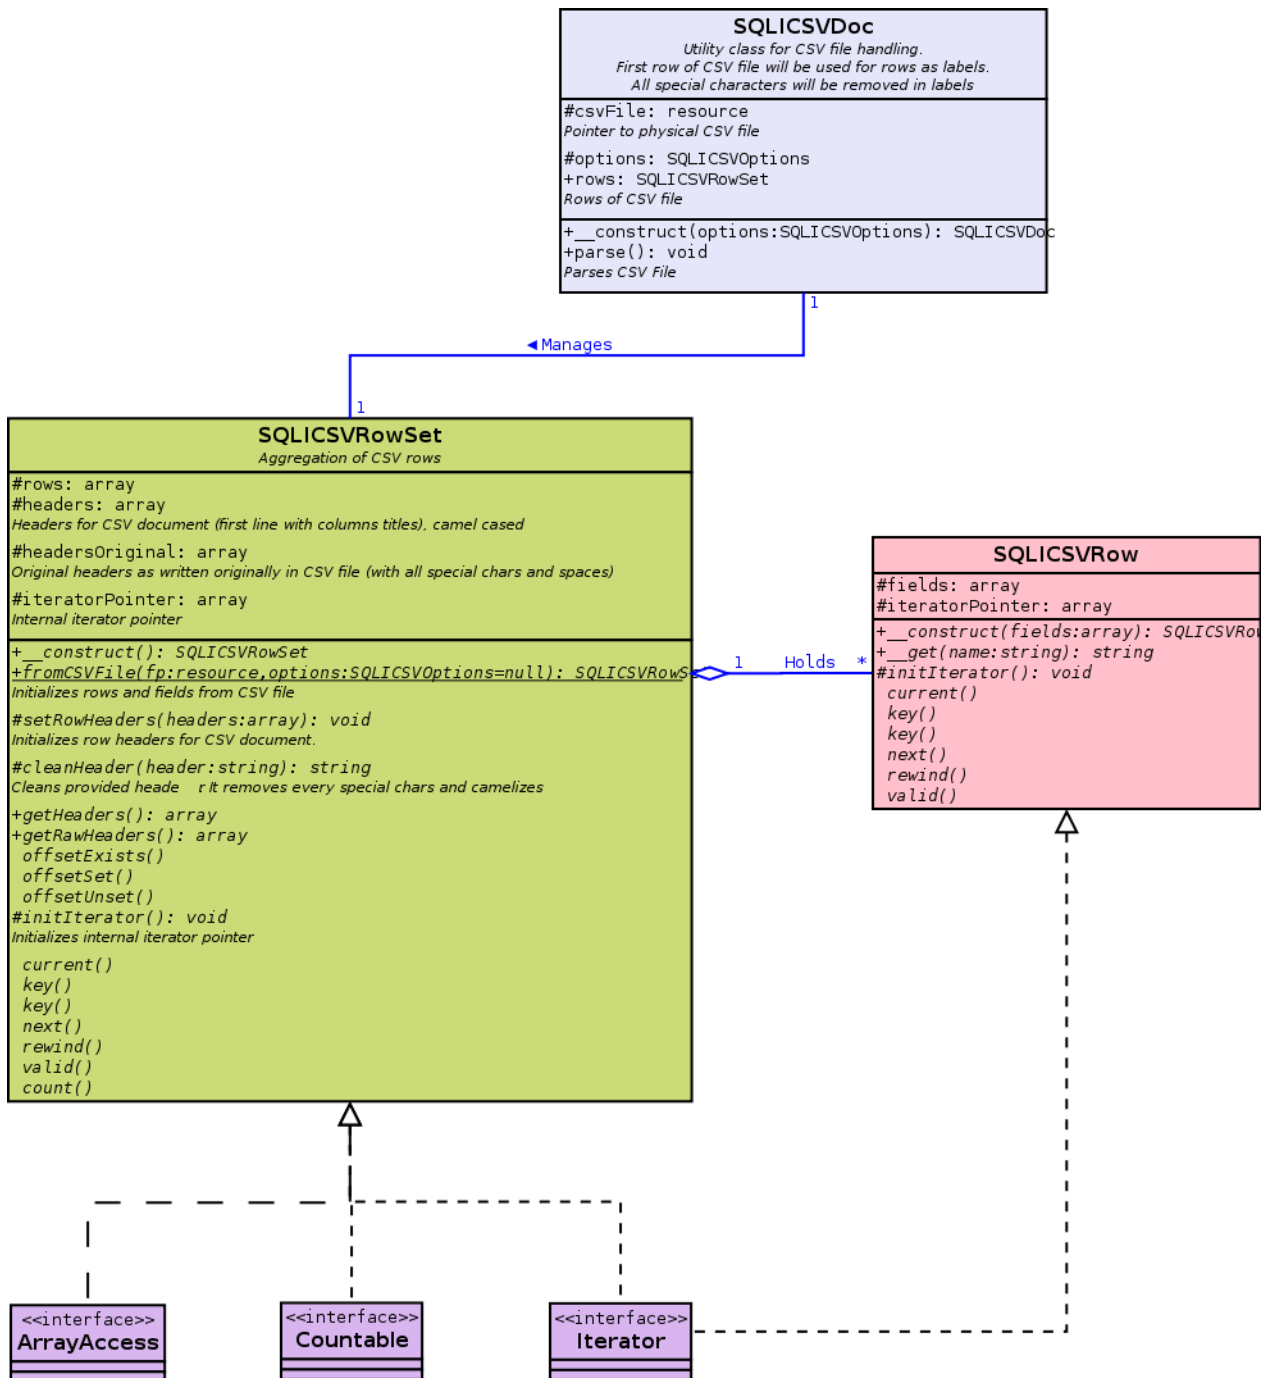 SQLICSVDoc
Utility class for CSV file handling.
First row of CSV file will be used for rows as labels.
All special characters will be removed in labels
#csvFile: resource
Pointer to physical CSV file
#options: SQLICSVOptions
+rows: SQLICSVRowSet
Rows of CSV file
+__construct(options:SQLICSVOptions): SQLICSVDoc
+parse(): void
Parses CSV File
1
◄Manages
1
SQLICSVRowSet
Aggregation of CSV rows
#rows: array
#headers: array
Headers for CSV document (first line with columns titles), camel cased
#headersOriginal: array
Original headers as written originally in CSV file (with all special chars and spaces)
#iteratorPointer: array
Internal iterator pointer
+__construct(): SQLICSVRowSet
+fromCSVFile(fp:resource,options:SQLICSVOptions=null): SQLICSVRowSe
Initializes rows and fields from CSV file
#setRowHeaders(headers:array): void
Initializes row headers for CSV document.
#cleanHeader(header:string): string
Cleans provided heade r It removes every special chars and camelizes
+getHeaders(): array
+getRawHeaders(): array
offsetExists()
offsetSet()
offsetUnset()
#initIterator(): void
Initializes internal iterator pointer
current()
key()
key()
next()
rewind()
valid()
count()
1 Holds *
SQLICSVRow
#fields: array
#iteratorPointer: array
+__construct(fields:array): SQLICSVRow
+__get(name:string): string
#initIterator(): void
current()
key()
key()
next()
rewind()
valid()
<<interface>>
ArrayAccess
<<interface>>
Countable
<<interface>>
Iterator